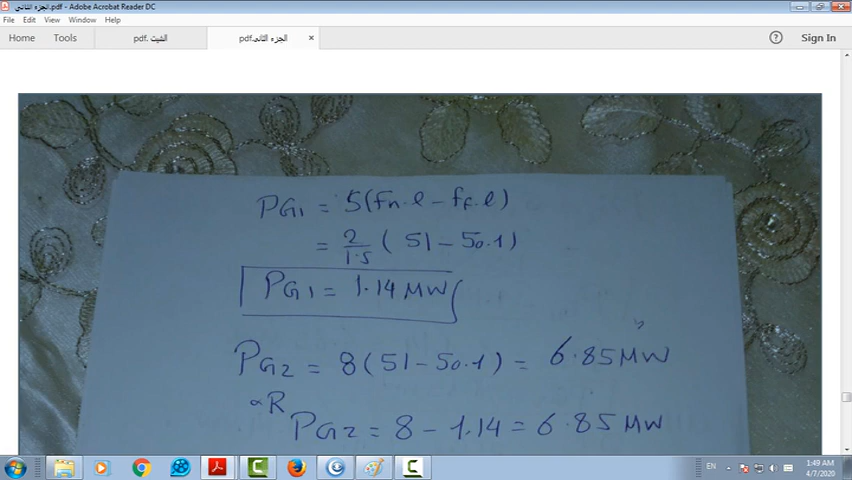 الجزء الثاني.pdf - Adobe Acrobat Reader DC
File Edit View Window Help
Home Tools الشيت .pdf الجزء الثانى.pdf × ? Sign In
PG1 = 5(fn.l - ff.l)
= 2/1.5 (51 - 50.1)
PG1 = 1.14 MW
PG2 = 8(51 - 50.1) = 6.85 MW
∝R
PG2 = 8 - 1.14 = 6.85 MW
EN 1:49 AM
4/7/2020